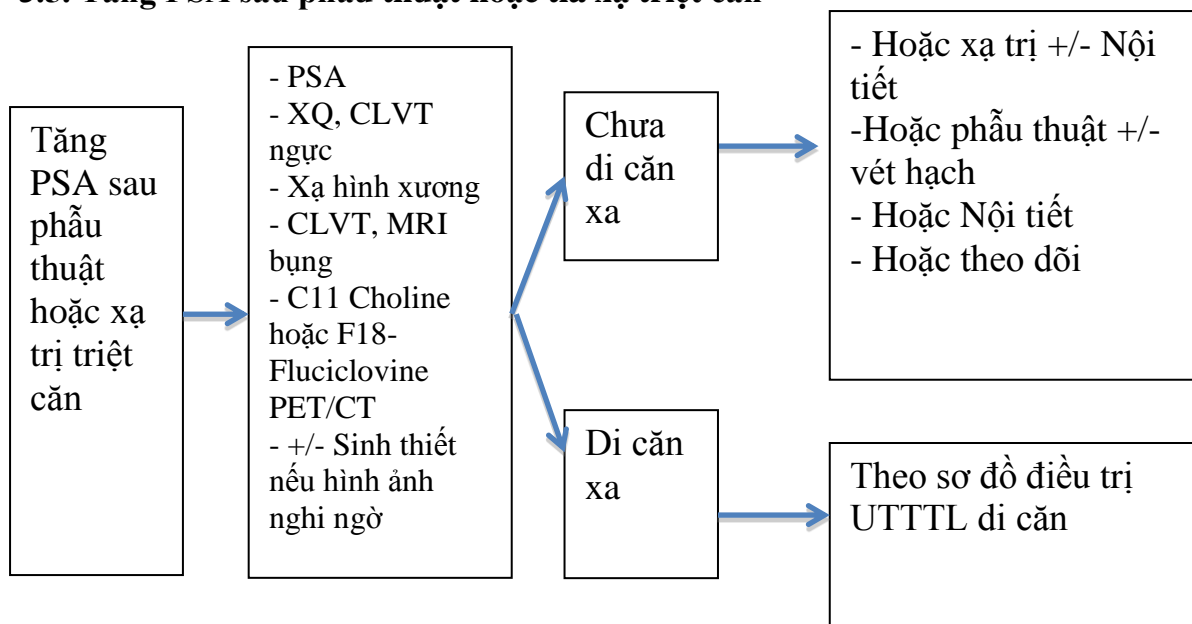 Tăng
PSA sau
phẫu
thuật
hoặc xạ
trị triệt
căn
- PSA
- XQ, CLVT
ngực
- Xạ hình xương
- CLVT, MRI
bụng
- C11 Choline
hoặc F18-
Fluciclovine
PET/CT
- +/- Sinh thiết
nếu hình ảnh
nghi ngờ
Chưa
di căn
xa
- Hoặc xạ trị +/- Nội
tiết
-Hoặc phẫu thuật +/-
vét hạch
- Hoặc Nội tiết
- Hoặc theo dõi
Di căn
xa
Theo sơ đồ điều trị
UTTTL di căn